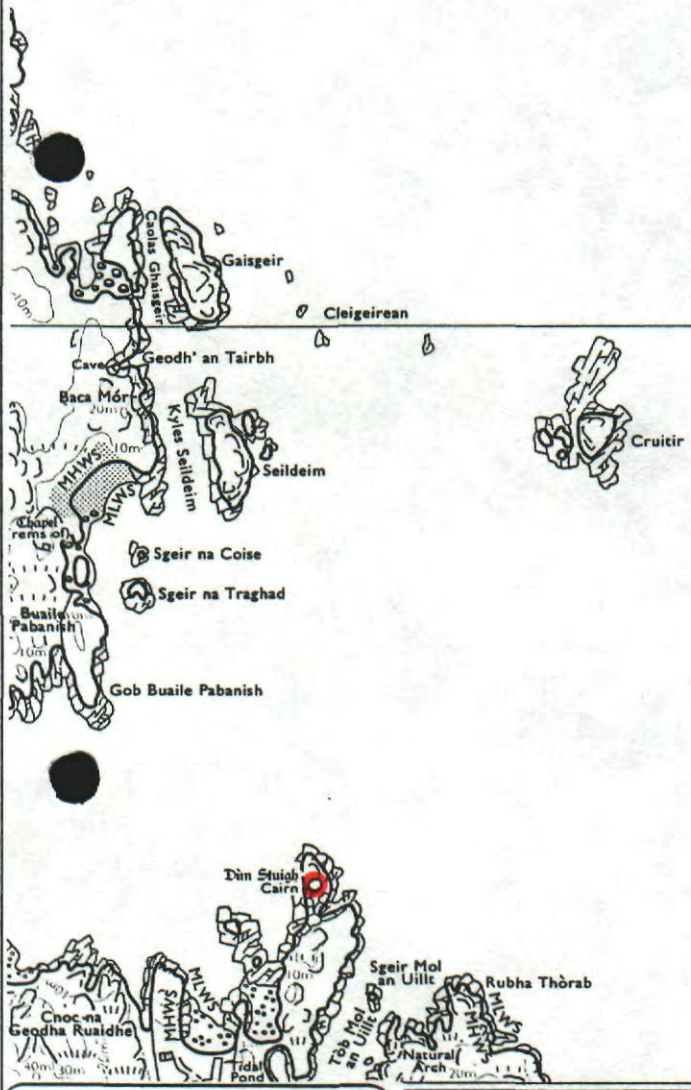 Caolas Ghaisgeir
Gaisgeir
10m
Cleigeirean
Cave
Geodh' an Tairbh
Baca Mór
20m
Kyles Seildeim
10m
Cruitir
MHWS
MLWS
Seildeim
Chapel
rems of
Sgeir na Coise
Sgeir na Traghad
Buaile
Pabanish
10m
Gob Buaile Pabanish
Dùn Stuigh
Cairn
10m
Sgeir Mol
an Uillt
Rubha Thòrab
MLWS
MHWS
MLWS
MHWS
Cnoc na
Geodha Ruaidhe
Tòb Mol
an Uillt
Natural
Arch
Tidal
Pond
40m
30m
20m